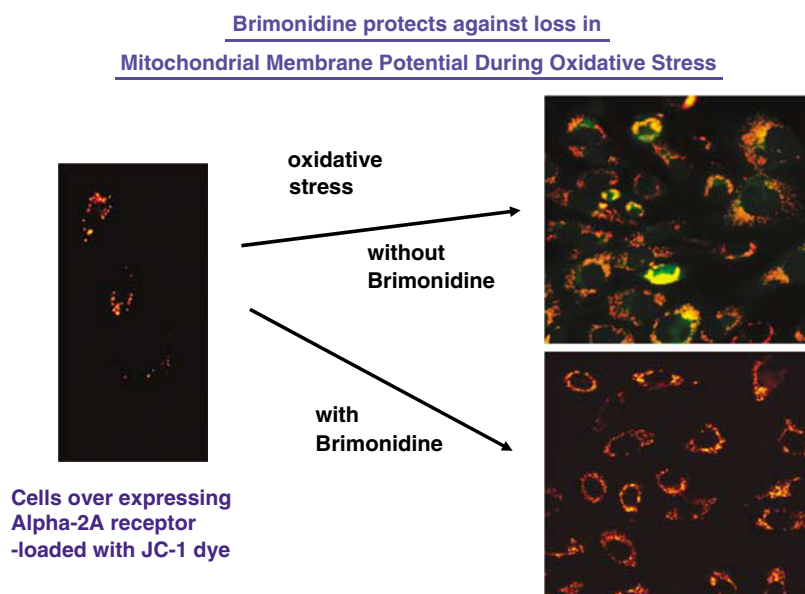 Brimonidine protects against loss in
Mitochondrial Membrane Potential During Oxidative Stress
oxidative
stress
without
Brimonidine
with
Brimonidine
Cells over expressing
Alpha-2A receptor
-loaded with JC-1 dye